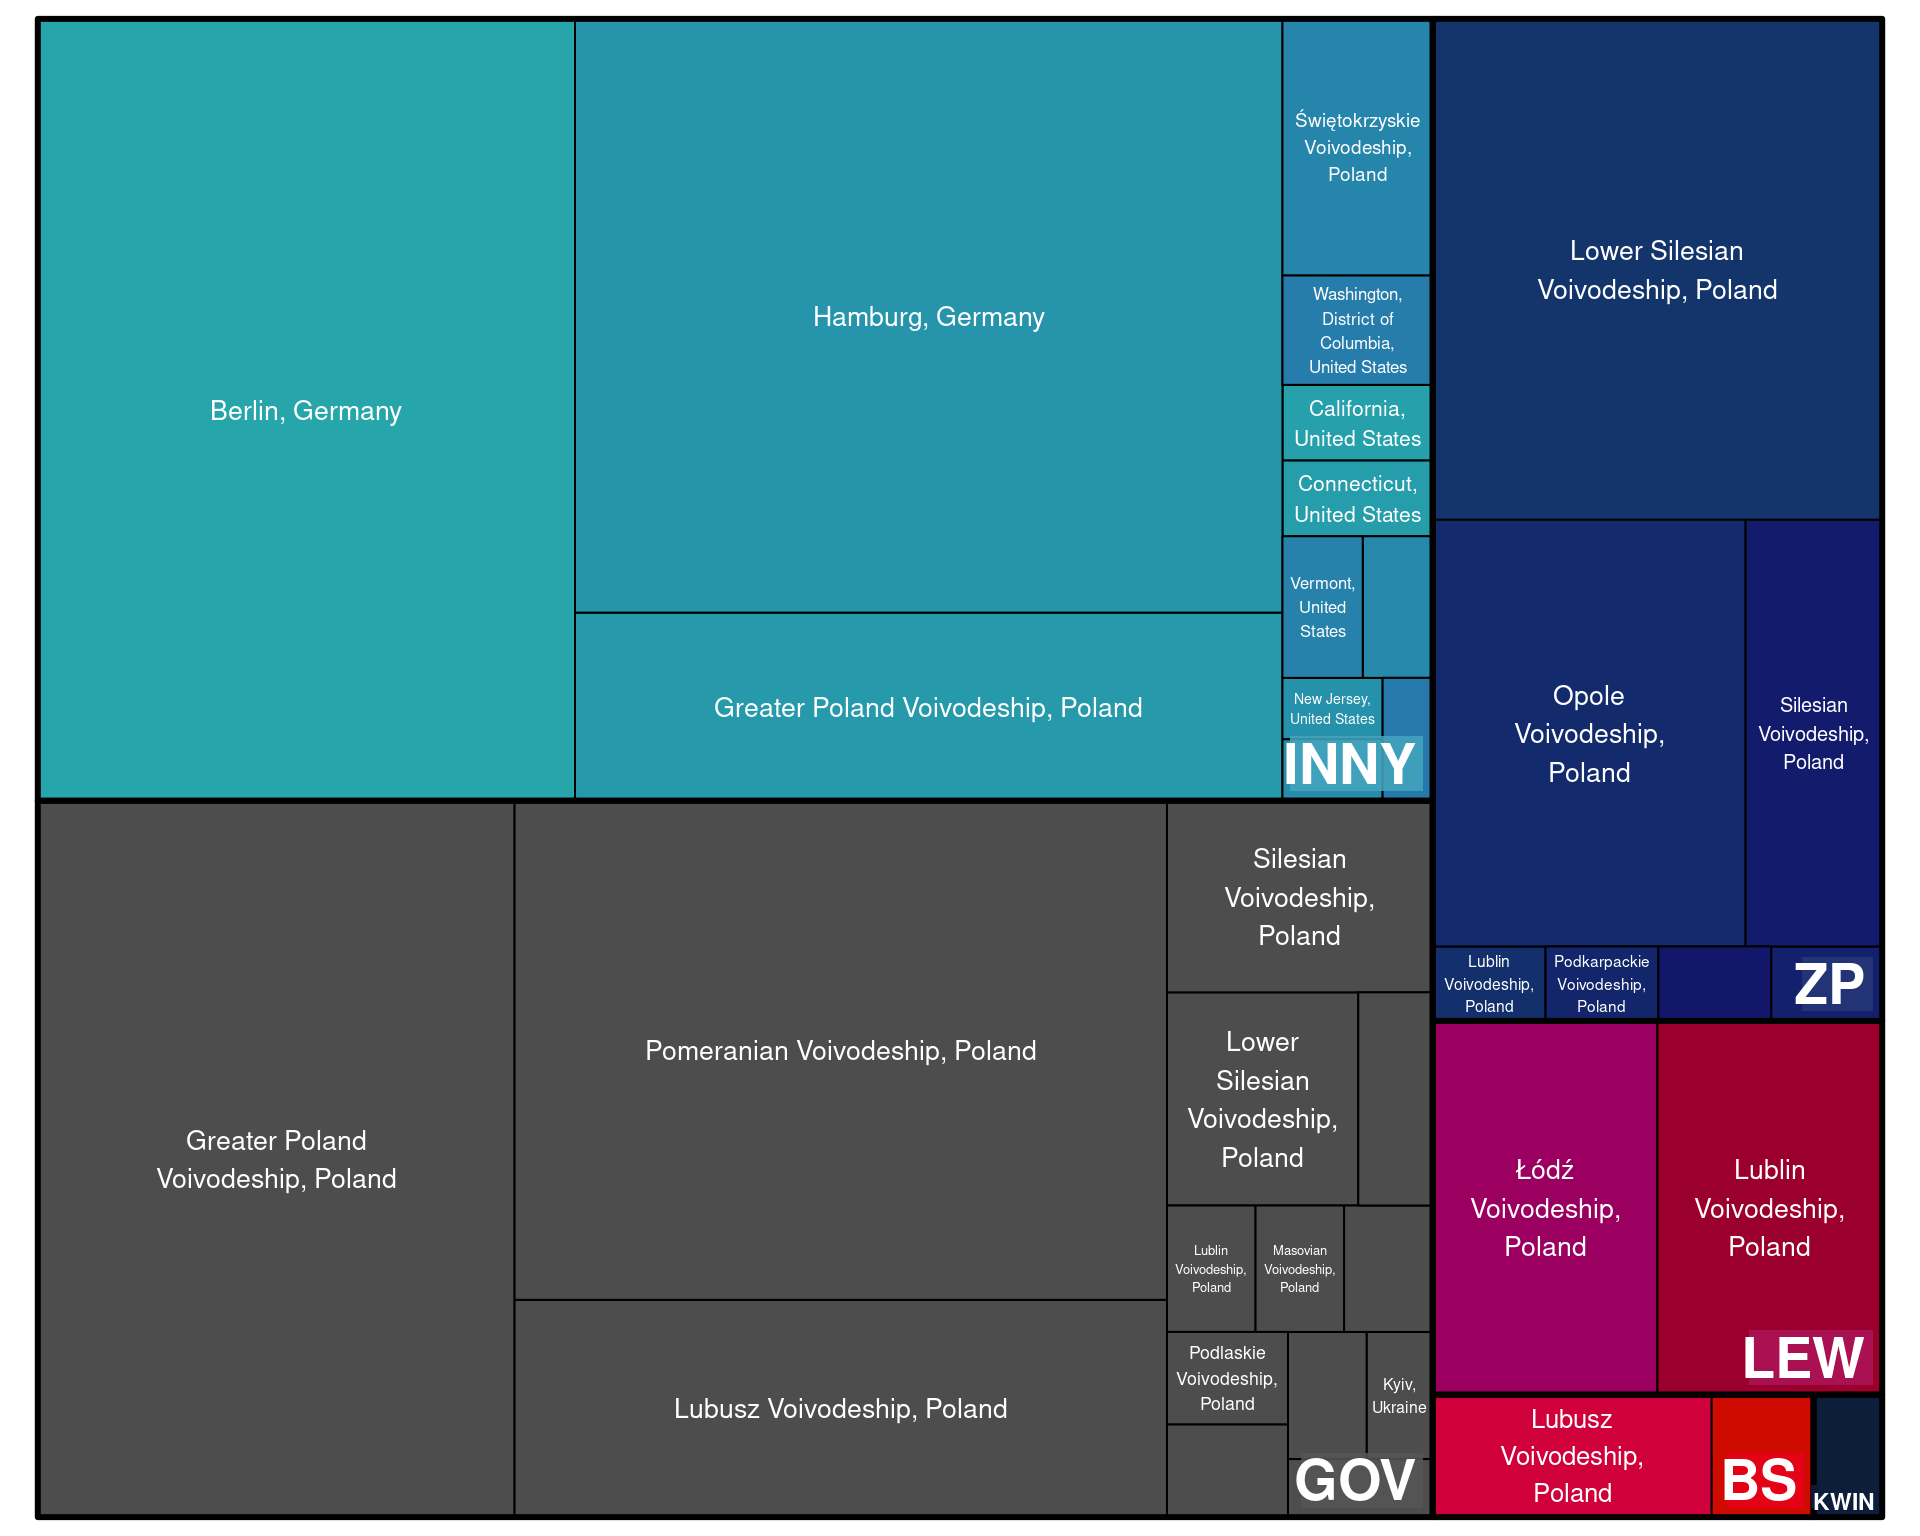 Berlin, Germany
Hamburg, Germany
Greater Poland Voivodeship, Poland
Świętokrzyskie
Voivodeship,
Poland
Washington,
District of
Columbia,
United States
California,
United States
Connecticut,
United States
Vermont,
United
States
New Jersey,
United States
INNY
Lower Silesian
Voivodeship, Poland
Opole
Voivodeship,
Poland
Silesian
Voivodeship,
Poland
Lublin
Voivodeship,
Poland
Podkarpackie
Voivodeship,
Poland
ZP
Greater Poland
Voivodeship, Poland
Pomeranian Voivodeship, Poland
Lubusz Voivodeship, Poland
Silesian
Voivodeship,
Poland
Lower
Silesian
Voivodeship,
Poland
Lublin
Voivodeship,
Poland
Masovian
Voivodeship,
Poland
Podlaskie
Voivodeship,
Poland
Kyiv,
Ukraine
GOV
Łódź
Voivodeship,
Poland
Lublin
Voivodeship,
Poland
LEW
Lubusz
Voivodeship,
Poland
BS
KWIN